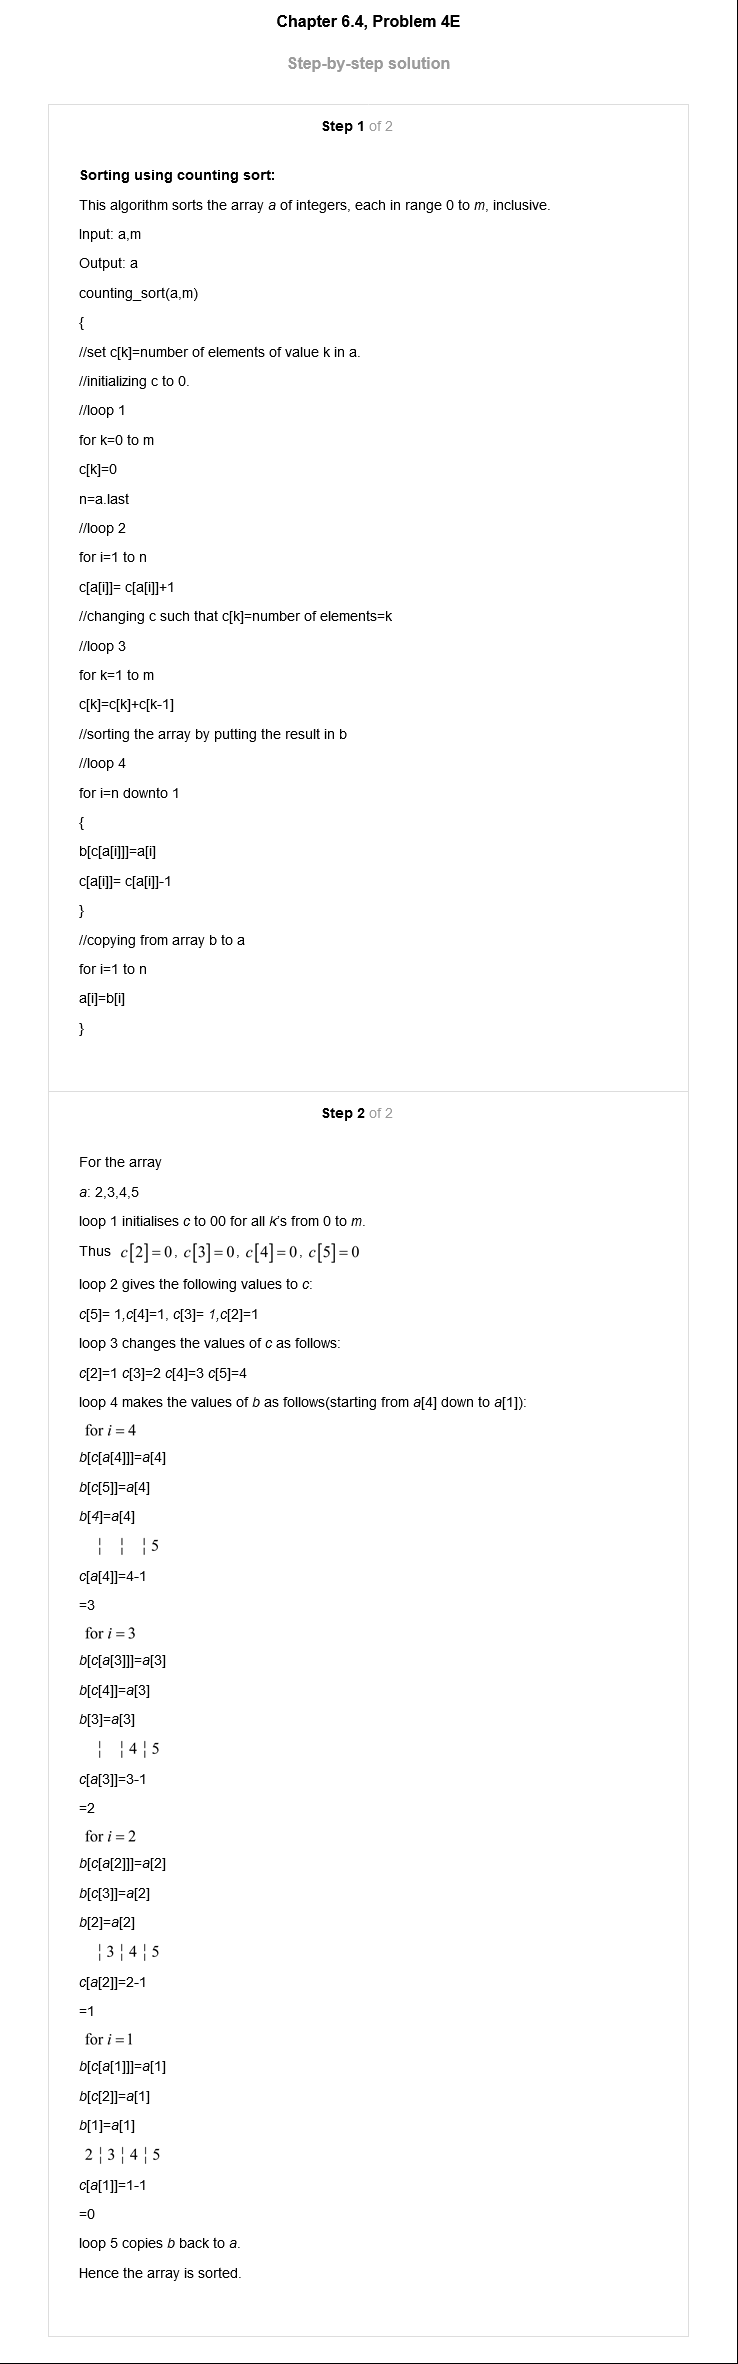 Chapter 6.4, Problem 4E
Step-by-step solution
Step 1 of 2
Sorting using counting sort:
This algorithm sorts the array a of integers, each in range 0 to m, inclusive.
Input: a,m
Output: a
counting_sort(a,m)
{
//set c[k]=number of elements of value k in a.
//initializing c to 0.
//loop 1
for k=0 to m
c[k]=0
n=a.last
//loop 2
for i=1 to n
c[a[i]]= c[a[i]]+1
//changing c such that c[k]=number of elements=k
//loop 3
for k=1 to m
c[k]=c[k]+c[k-1]
//sorting the array by putting the result in b
//loop 4
for i=n downto 1
{
b[c[a[i]]]=a[i]
c[a[i]]= c[a[i]]-1
}
//copying from array b to a
for i=1 to n
a[i]=b[i]
}
Step 2 of 2
For the array
a: 2,3,4,5
loop 1 initialises c to 00 for all k's from 0 to m.
Thus c[2]=0, c[3]=0, c[4]=0, c[5]=0
loop 2 gives the following values to c:
c[5]= 1,c[4]=1, c[3]= 1,c[2]=1
loop 3 changes the values of c as follows:
c[2]=1 c[3]=2 c[4]=3 c[5]=4
loop 4 makes the values of b as follows(starting from a[4] down to a[1]):
for i = 4
b[c[a[4]]]=a[4]
b[c[5]]=a[4]
b[4]=a[4]
¦ ¦ ¦ 5
c[a[4]]=4-1
=3
for i = 3
b[c[a[3]]]=a[3]
b[c[4]]=a[3]
b[3]=a[3]
¦ ¦ 4 ¦ 5
c[a[3]]=3-1
=2
for i = 2
b[c[a[2]]]=a[2]
b[c[3]]=a[2]
b[2]=a[2]
¦ 3 ¦ 4 ¦ 5
c[a[2]]=2-1
=1
for i = 1
b[c[a[1]]]=a[1]
b[c[2]]=a[1]
b[1]=a[1]
2 ¦ 3 ¦ 4 ¦ 5
c[a[1]]=1-1
=0
loop 5 copies b back to a.
Hence the array is sorted.